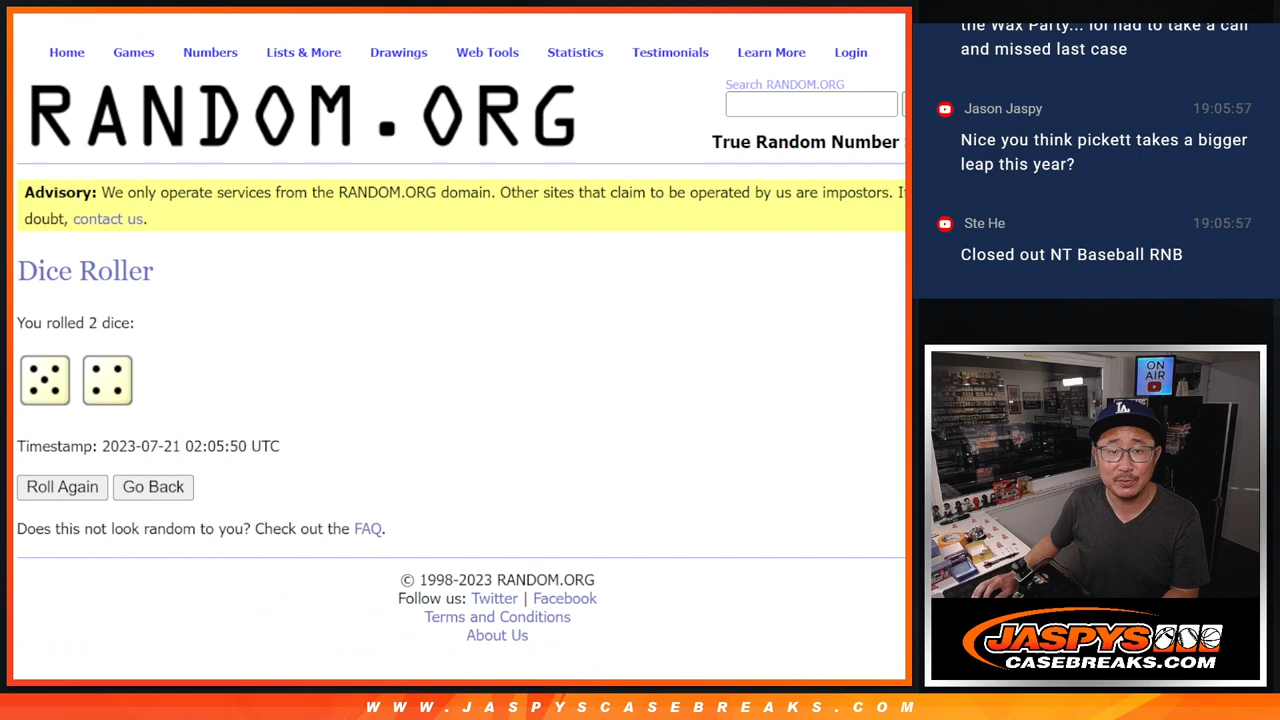 Home Games Numbers Lists & More Drawings Web Tools Statistics Testimonials Learn More Login
Search RANDOM.ORG
RANDOM.ORG
True Random Number
Advisory: We only operate services from the RANDOM.ORG domain. Other sites that claim to be operated by us are impostors. I
doubt, contact us.
Dice Roller
You rolled 2 dice:
Timestamp: 2023-07-21 02:05:50 UTC
Roll Again Go Back
Does this not look random to you? Check out the FAQ.
© 1998-2023 RANDOM.ORG
Follow us: Twitter | Facebook
Terms and Conditions
About Us
the Wax Party... lol had to take a call
and missed last case
Jason Jaspy 19:05:57
Nice you think pickett takes a bigger
leap this year?
Ste He 19:05:57
Closed out NT Baseball RNB
ON
AIR
LA
JASPYS
CASEBREAKS.COM
WWW.JASPYSCASEBREAKS.COM